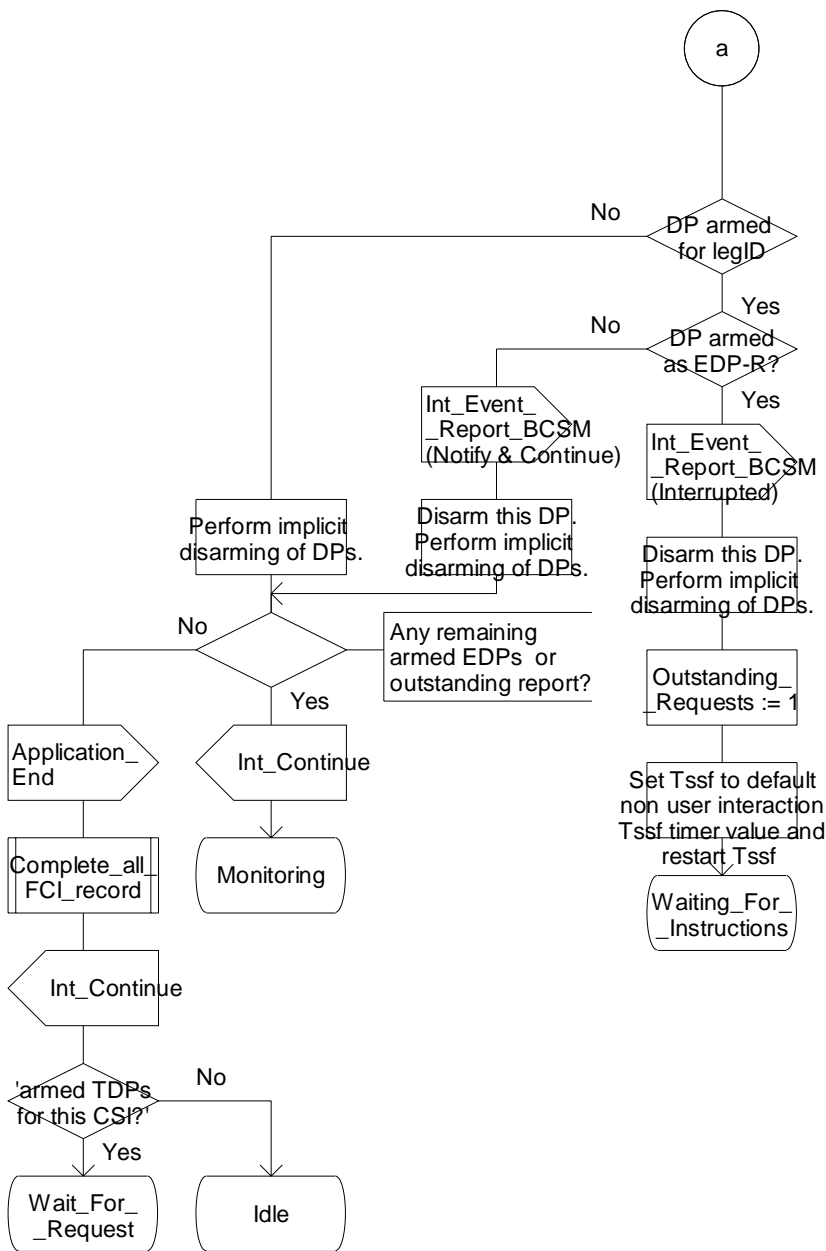 a
No
DP armed
for legID
Yes
No
DP armed
as EDP-R?
Yes
Int_Event_
_Report_BCSM
(Notify & Continue)
Int_Event_
_Report_BCSM
(Interrupted)
Perform implicit
disarming of DPs.
Disarm this DP.
Perform implicit
disarming of DPs.
Disarm this DP.
Perform implicit
disarming of DPs.
No
Any remaining
armed EDPs or
outstanding report?
Yes
Outstanding_
_Requests := 1
Application_
End
Int_Continue
Set Tssf to default
non user interaction
Tssf timer value and
restart Tssf
Complete_all_
FCI_record
Monitoring
Waiting_For_
_Instructions
Int_Continue
'armed TDPs
for this CSI?'
No
Yes
Wait_For_
_Request
Idle